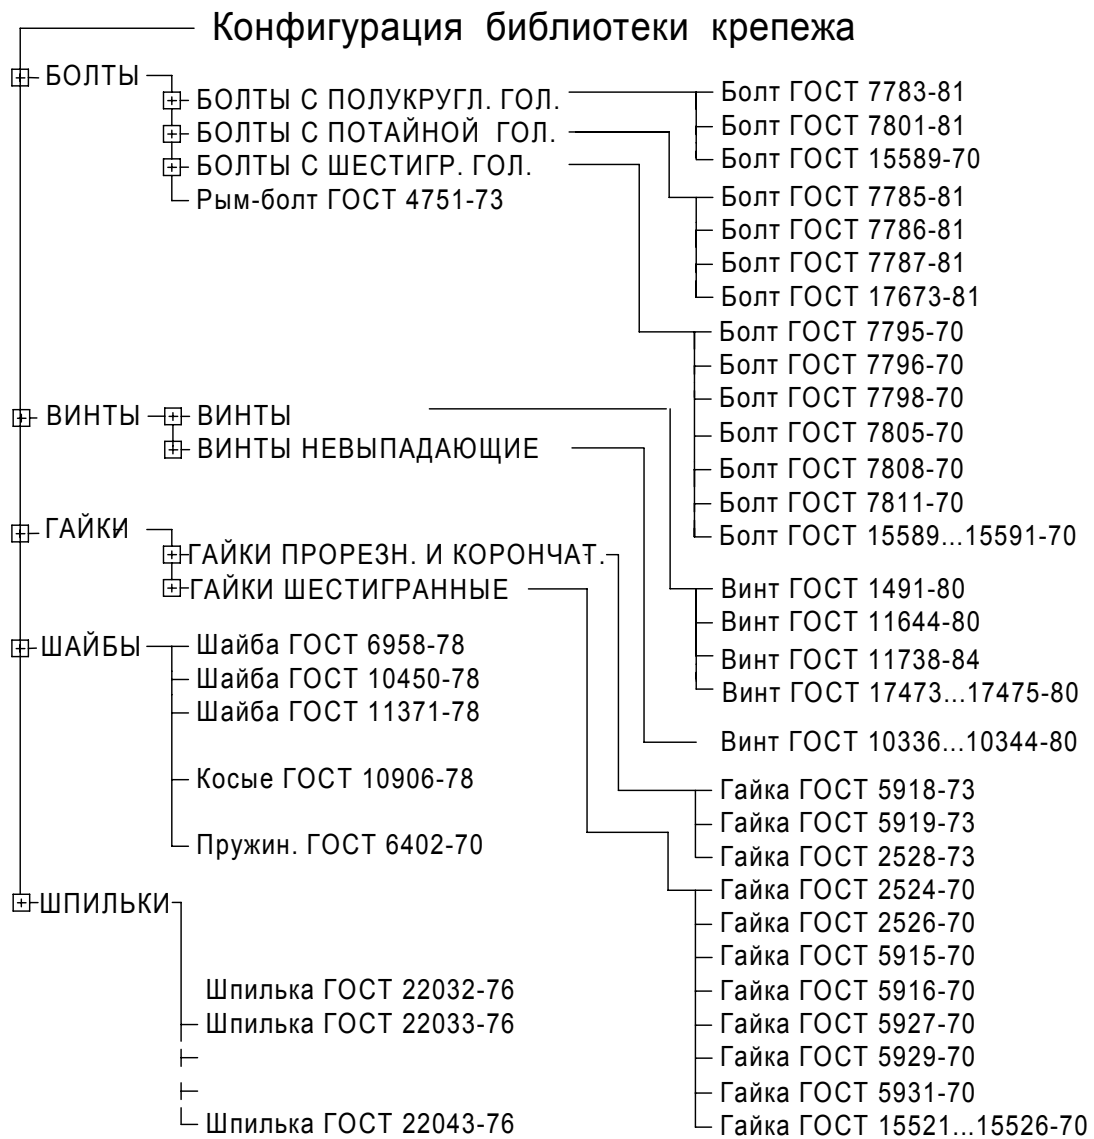 Конфигурация библиотеки крепежа
БОЛТЫ
БОЛТЫ С ПОЛУКРУГЛ. ГОЛ.
БОЛТЫ С ПОТАЙНОЙ ГОЛ.
БОЛТЫ С ШЕСТИГР. ГОЛ.
Рым-болт ГОСТ 4751-73
Болт ГОСТ 7783-81
Болт ГОСТ 7801-81
Болт ГОСТ 15589-70
Болт ГОСТ 7785-81
Болт ГОСТ 7786-81
Болт ГОСТ 7787-81
Болт ГОСТ 17673-81
Болт ГОСТ 7795-70
Болт ГОСТ 7796-70
Болт ГОСТ 7798-70
Болт ГОСТ 7805-70
Болт ГОСТ 7808-70
Болт ГОСТ 7811-70
Болт ГОСТ 15589...15591-70
ВИНТЫ
ВИНТЫ
ВИНТЫ НЕВЫПАДАЮЩИЕ
Винт ГОСТ 1491-80
Винт ГОСТ 11644-80
Винт ГОСТ 11738-84
Винт ГОСТ 17473...17475-80
Винт ГОСТ 10336...10344-80
ГАЙКИ
ГАЙКИ ПРОРЕЗН. И КОРОНЧАТ.
ГАЙКИ ШЕСТИГРАННЫЕ
Гайка ГОСТ 5918-73
Гайка ГОСТ 5919-73
Гайка ГОСТ 2528-73
Гайка ГОСТ 2524-70
Гайка ГОСТ 2526-70
Гайка ГОСТ 5915-70
Гайка ГОСТ 5916-70
Гайка ГОСТ 5927-70
Гайка ГОСТ 5929-70
Гайка ГОСТ 5931-70
Гайка ГОСТ 15521...15526-70
ШАЙБЫ
Шайба ГОСТ 6958-78
Шайба ГОСТ 10450-78
Шайба ГОСТ 11371-78
Косые ГОСТ 10906-78
Пружин. ГОСТ 6402-70
ШПИЛЬКИ
Шпилька ГОСТ 22032-76
Шпилька ГОСТ 22033-76
Шпилька ГОСТ 22043-76